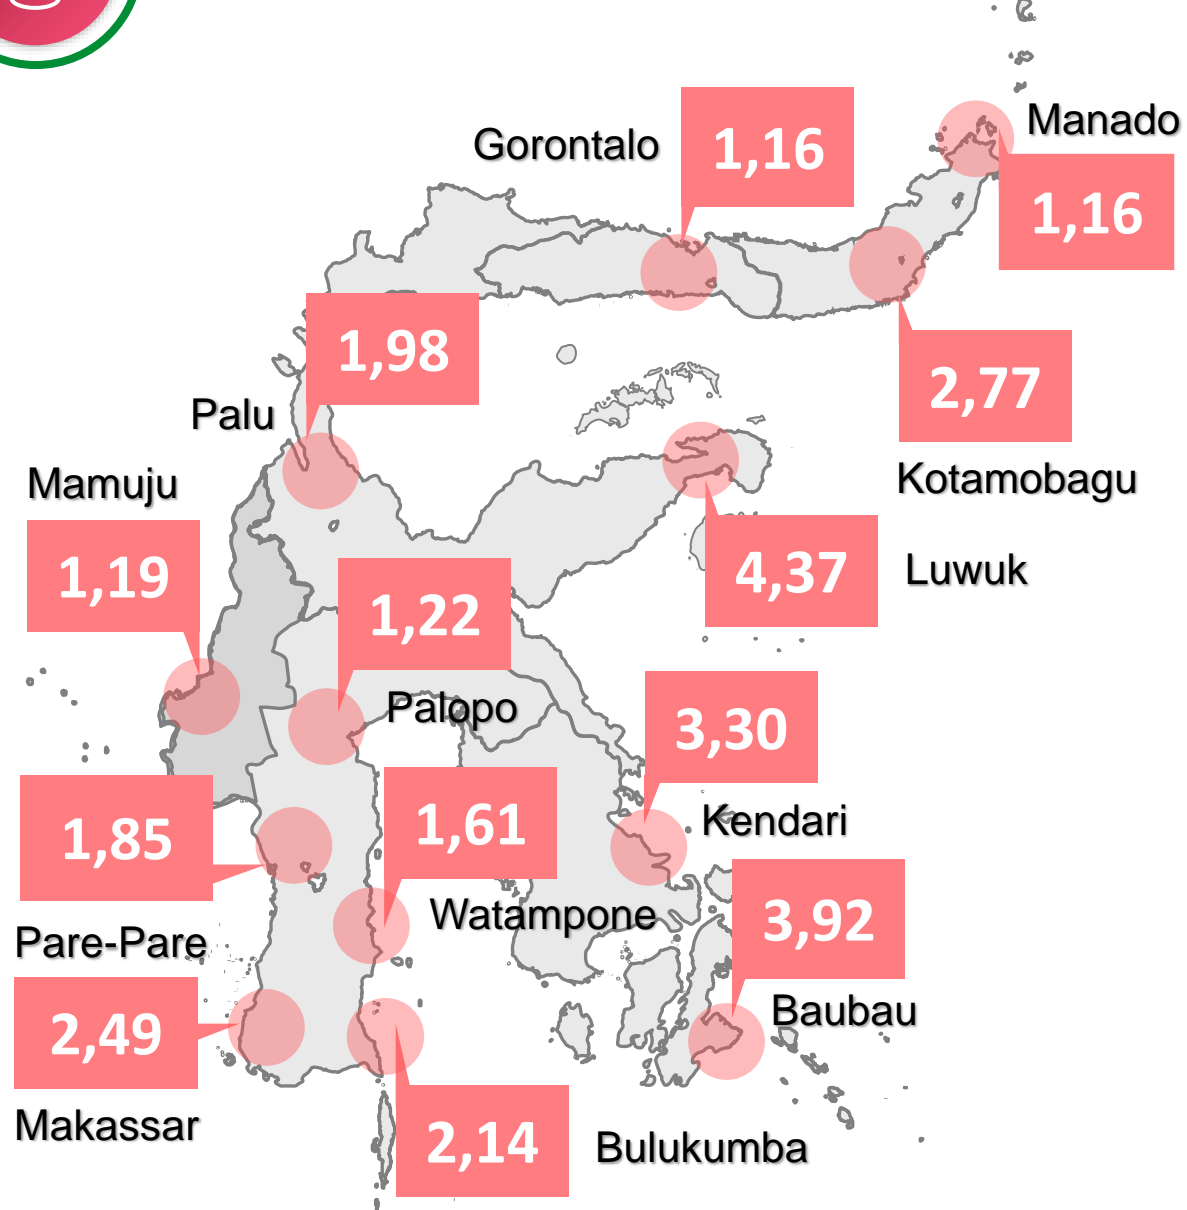 Manado
1,16
Gorontalo
1,16
2,77
Kotamobagu
1,98
Palu
Mamuju
1,19
4,37
Luwuk
1,22
Palopo
3,30
Kendari
1,85
Pare-Pare
1,61
Watampone
3,92
Baubau
2,49
Makassar
2,14
Bulukumba